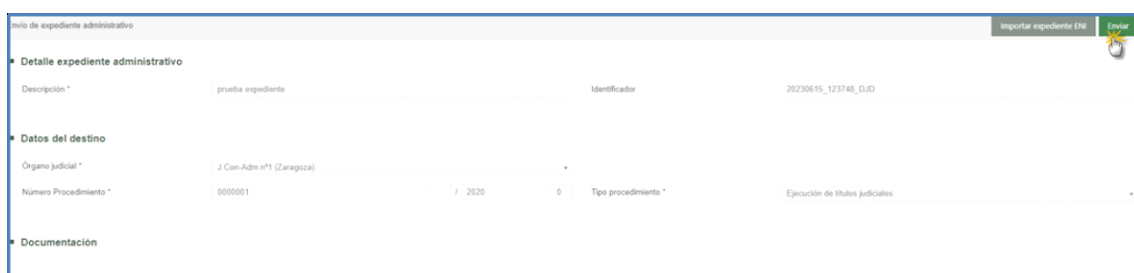 Envío de expediente administrativo
Importar expediente ENI
Enviar
Detalle expediente administrativo
Descripción *
prueba expediente
Identificador
20230615_123748_DJD
Datos del destino
Órgano judicial *
J Con-Adm nº1 (Zaragoza)
Número Procedimiento *
0000001 / 2020 0
Tipo procedimiento *
Ejecución de títulos judiciales
Documentación